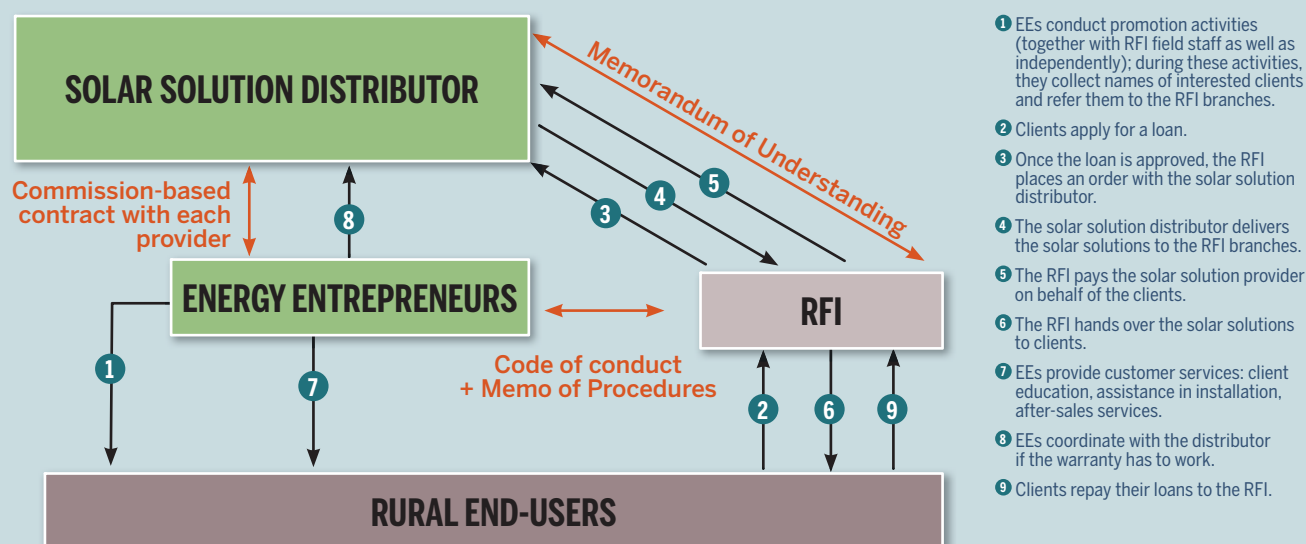 SOLAR SOLUTION DISTRIBUTOR
Memorandum of Understanding
Commission-based
contract with each
provider
8
3
4
5
ENERGY ENTREPRENEURS
RFI
Code of conduct
+ Memo of Procedures
1
7
2
6
9
RURAL END-USERS
1 EEs conduct promotion activities
(together with RFI field staff as well as
independently); during these activities,
they collect names of interested clients
and refer them to the RFI branches.
2 Clients apply for a loan.
3 Once the loan is approved, the RFI
places an order with the solar solution
distributor.
4 The solar solution distributor delivers
the solar solutions to the RFI branches.
5 The RFI pays the solar solution provider
on behalf of the clients.
6 The RFI hands over the solar solutions
to clients.
7 EEs provide customer services: client
education, assistance in installation,
after-sales services.
8 EEs coordinate with the distributor
if the warranty has to work.
9 Clients repay their loans to the RFI.